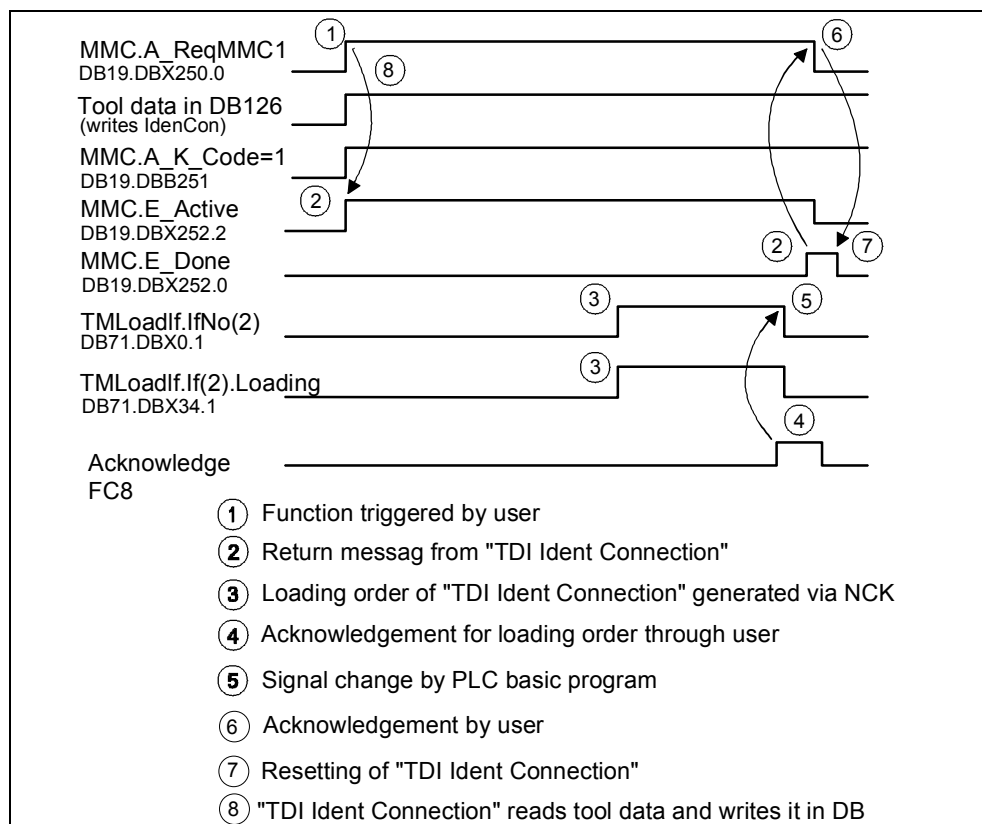 MMC.A_ReqMMC1 1 6
DB19.DBX250.0 8
Tool data in DB126
(writes IdenCon)
MMC.A_K_Code=1
DB19.DBB251
2
MMC.E_Active
DB19.DBX252.2
MMC.E_Done 2 7
DB19.DBX252.0
3 5
TMLoadIf.IfNo(2)
DB71.DBX0.1
3
TMLoadIf.If(2).Loading
DB71.DBX34.1
4
Acknowledge
FC8
1 Function triggered by user
2 Return messag from "TDI Ident Connection"
3 Loading order of "TDI Ident Connection" generated via NCK
4 Acknowledgement for loading order through user
5 Signal change by PLC basic program
6 Acknowledgement by user
7 Resetting of "TDI Ident Connection"
8 "TDI Ident Connection" reads tool data and writes it in DB